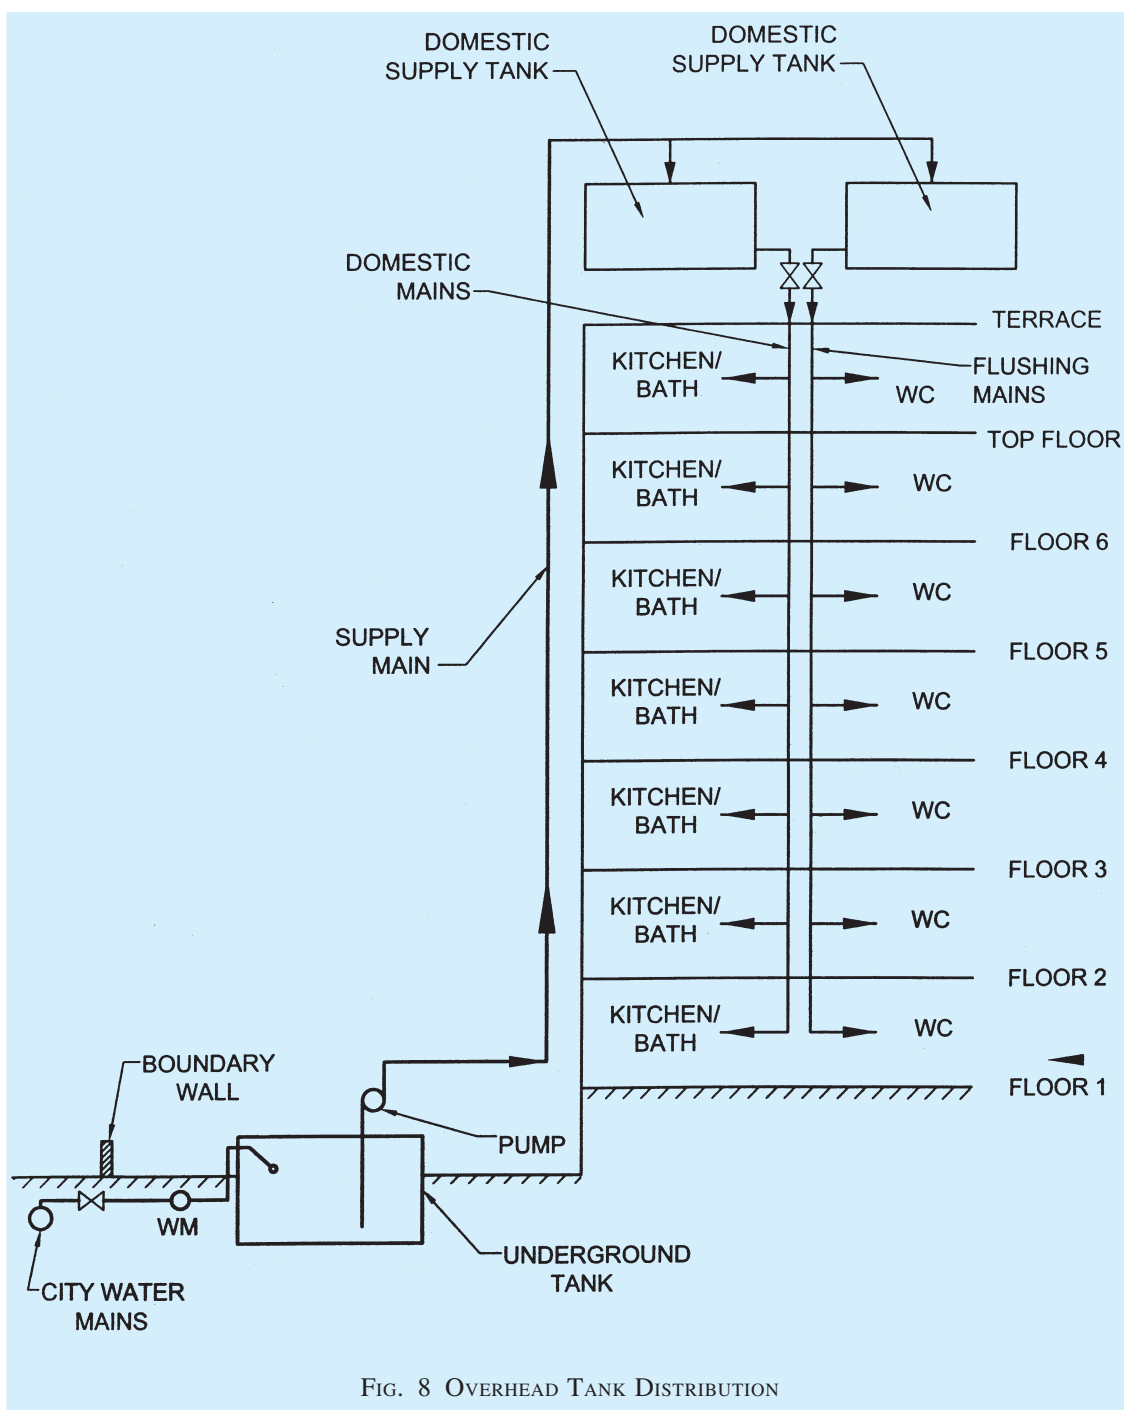 DOMESTIC
SUPPLY TANK
DOMESTIC
SUPPLY TANK
DOMESTIC
MAINS
TERRACE
KITCHEN/
BATH
WC
FLUSHING
MAINS
TOP FLOOR
KITCHEN/
BATH
WC
FLOOR 6
KITCHEN/
BATH
WC
SUPPLY
MAIN
FLOOR 5
KITCHEN/
BATH
WC
FLOOR 4
KITCHEN/
BATH
WC
FLOOR 3
KITCHEN/
BATH
WC
FLOOR 2
KITCHEN/
BATH
WC
FLOOR 1
BOUNDARY
WALL
PUMP
WM
UNDERGROUND
TANK
CITY WATER
MAINS
FIG. 8 OVERHEAD TANK DISTRIBUTION